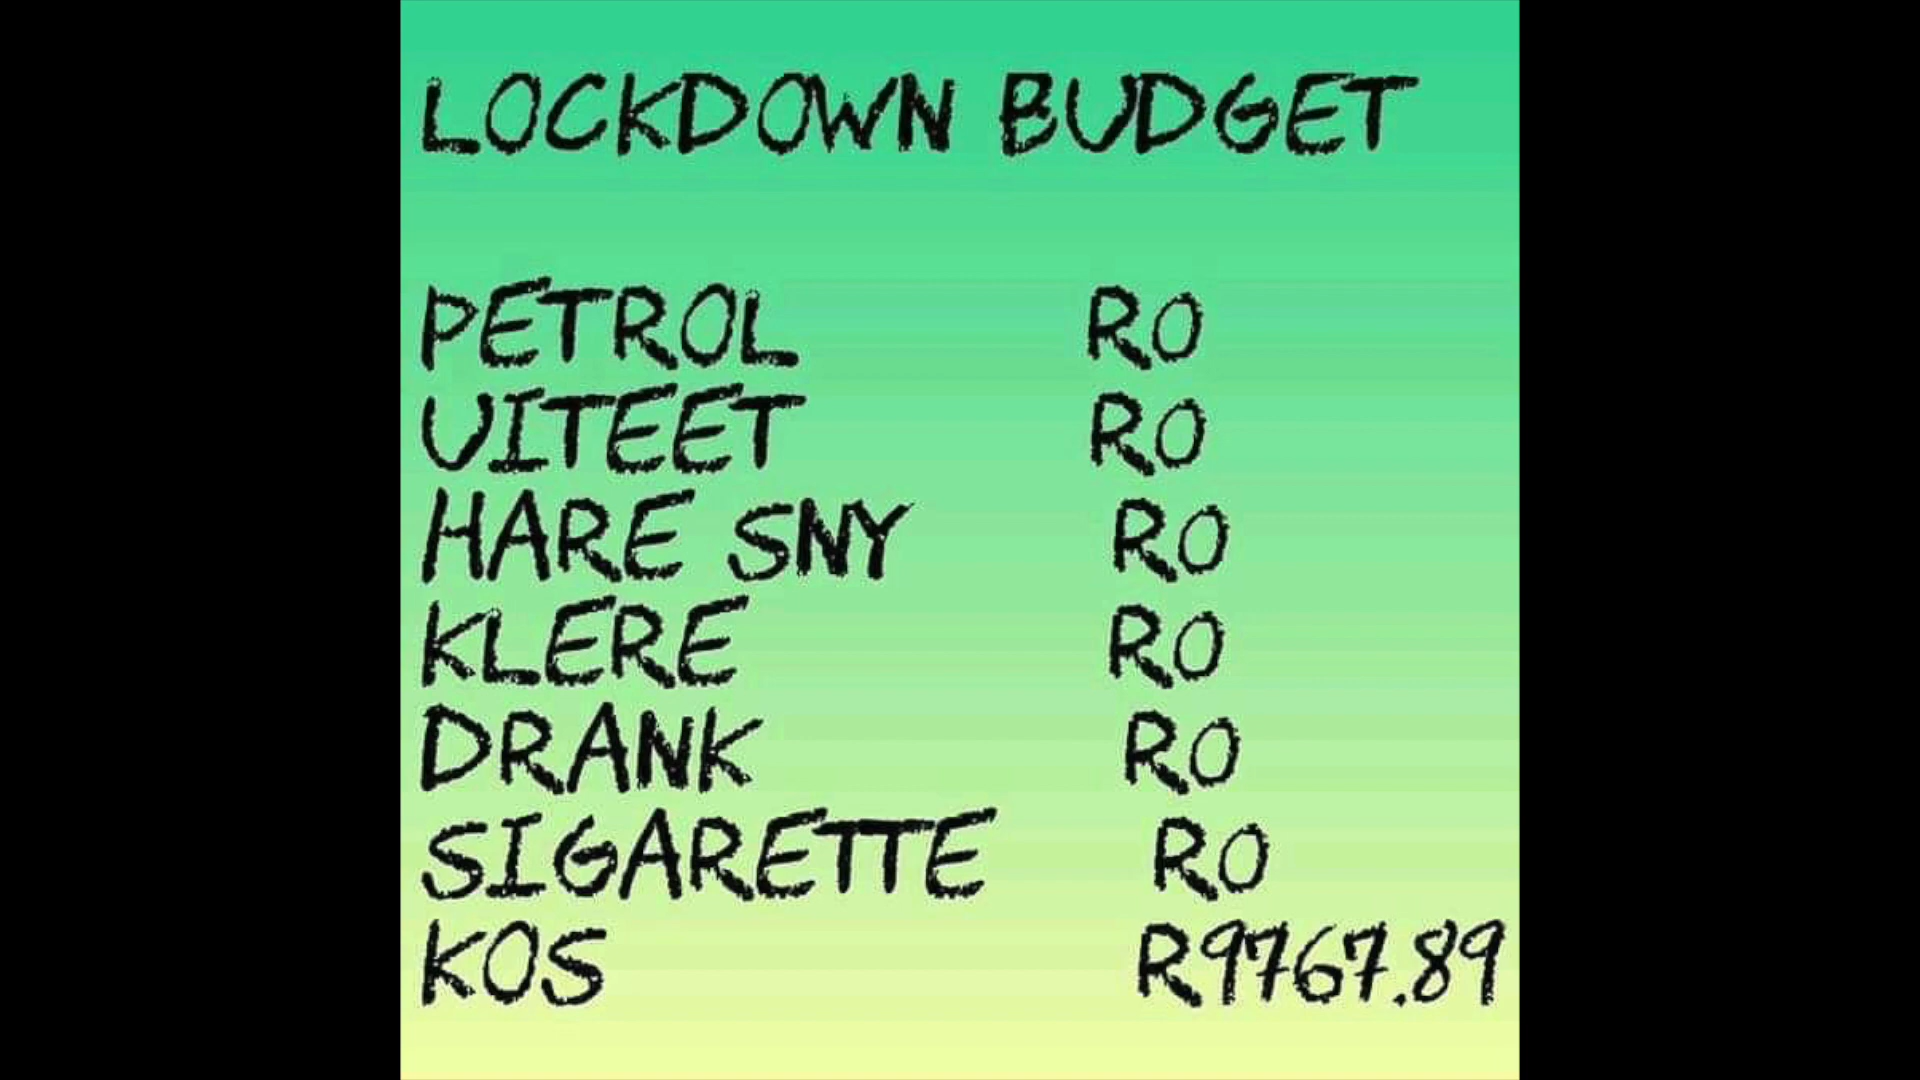 LOCKDOWN BUDGET
PETROL R0
UITEET R0
HARE SNY R0
KLERE R0
DRANK R0
SIGARETTE R0
KOS R9767.89